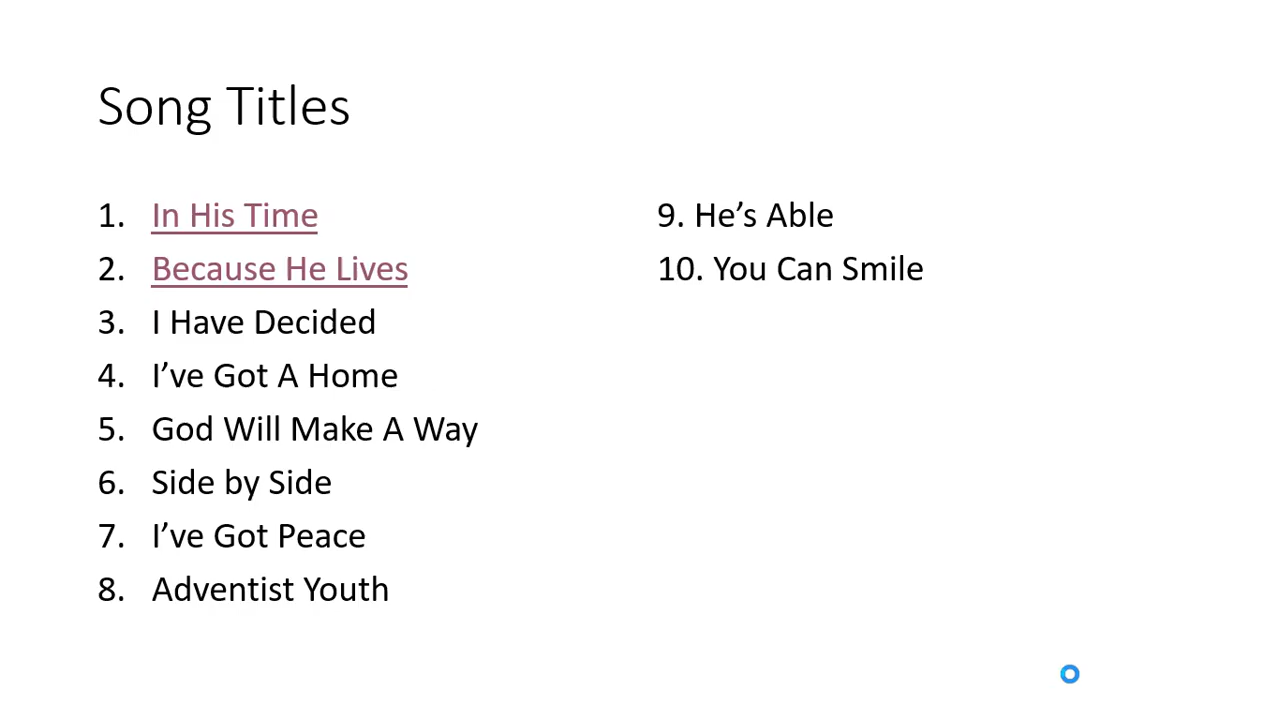 Song Titles
1. In His Time
2. Because He Lives
3. I Have Decided
4. I’ve Got A Home
5. God Will Make A Way
6. Side by Side
7. I’ve Got Peace
8. Adventist Youth
9. He’s Able
10. You Can Smile